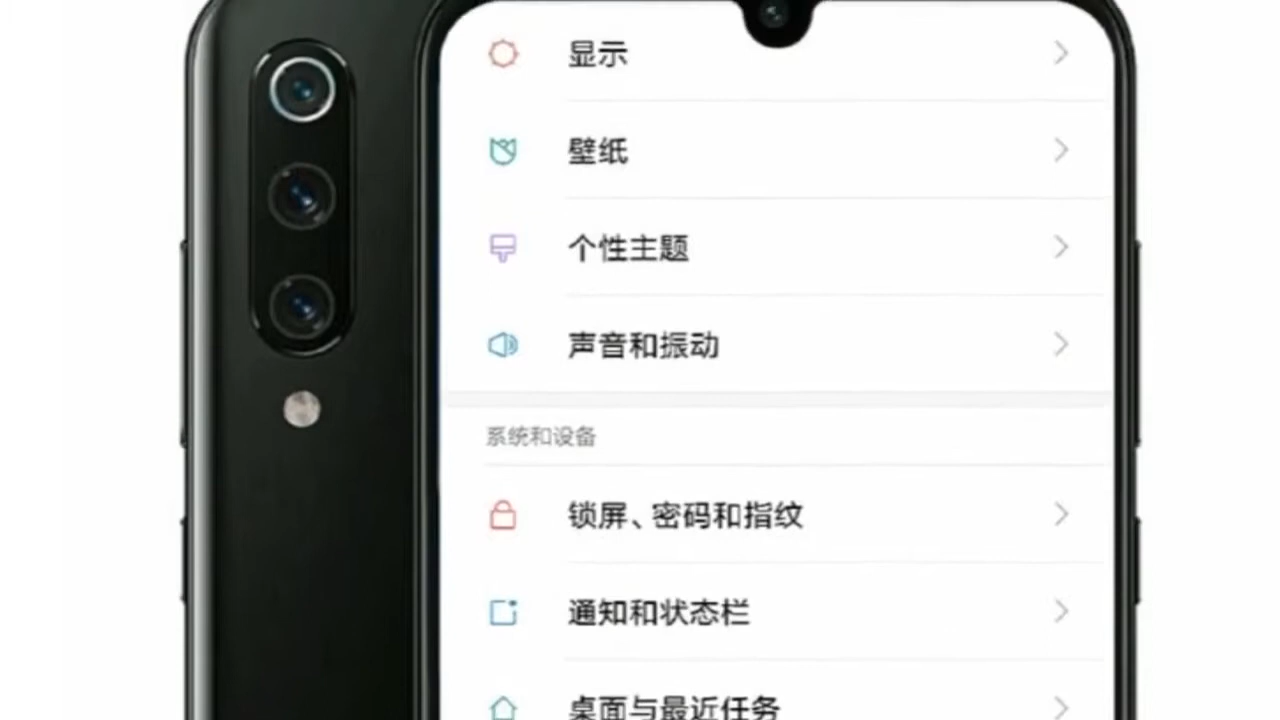 显示
壁纸
个性主题
声音和振动
系统和设备
锁屏、密码和指纹
通知和状态栏
桌面与最近任务